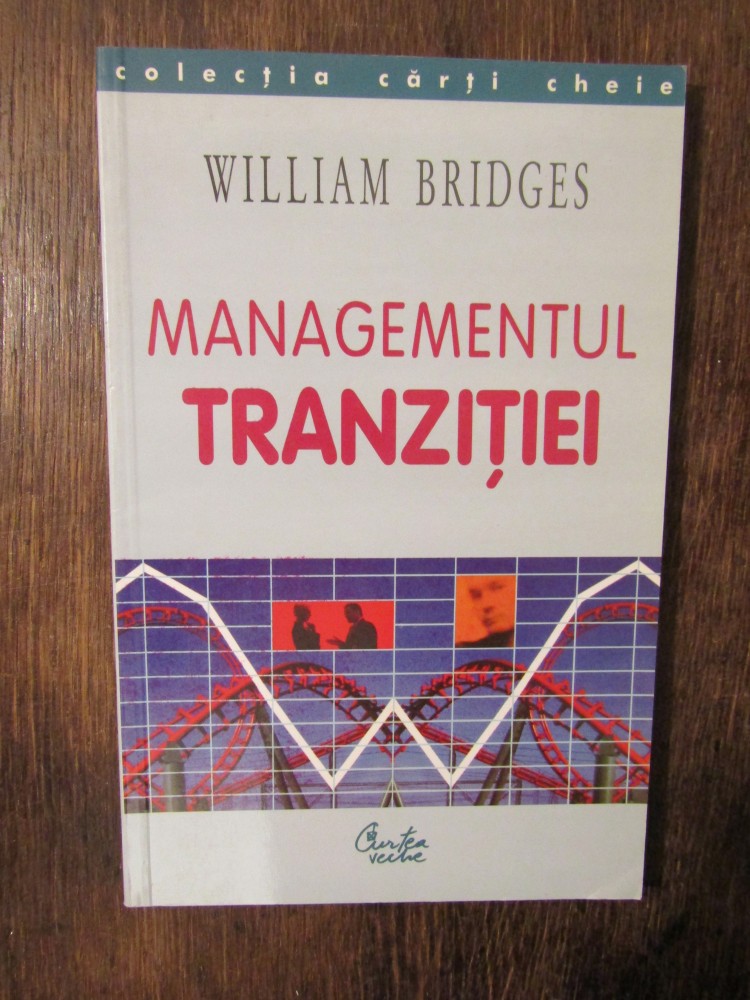 colecția cărți cheie
WILLIAM BRIDGES
MANAGEMENTUL
TRANZIȚIEI
Curtea
veche